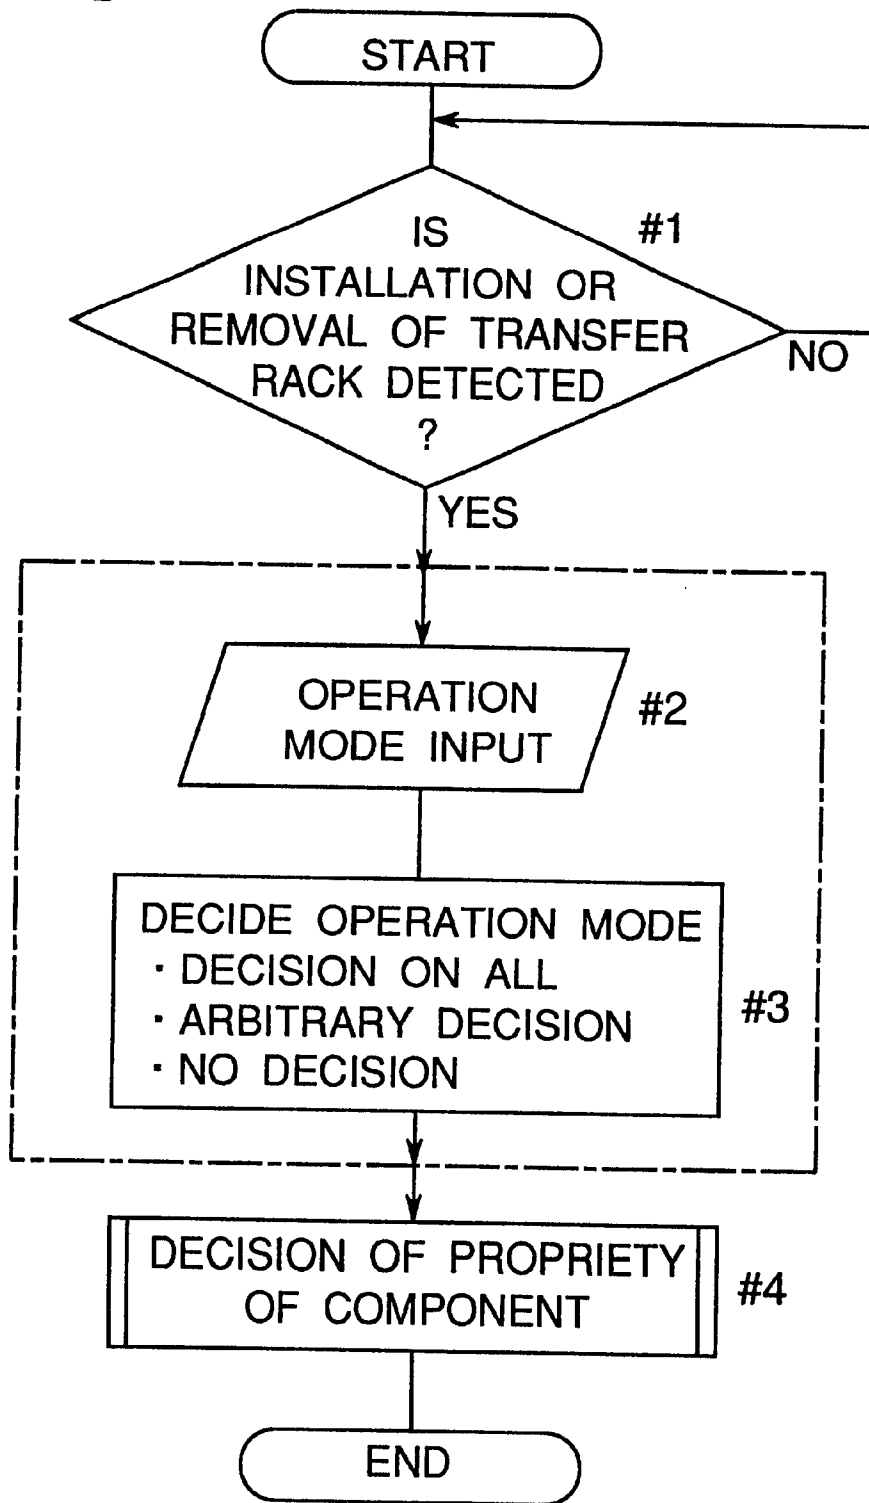 START
IS
#1
INSTALLATION OR
REMOVAL OF TRANSFER
RACK DETECTED
?
NO
YES
OPERATION
MODE INPUT
#2
DECIDE OPERATION MODE
· DECISION ON ALL
· ARBITRARY DECISION
· NO DECISION
#3
DECISION OF PROPRIETY
OF COMPONENT
#4
END